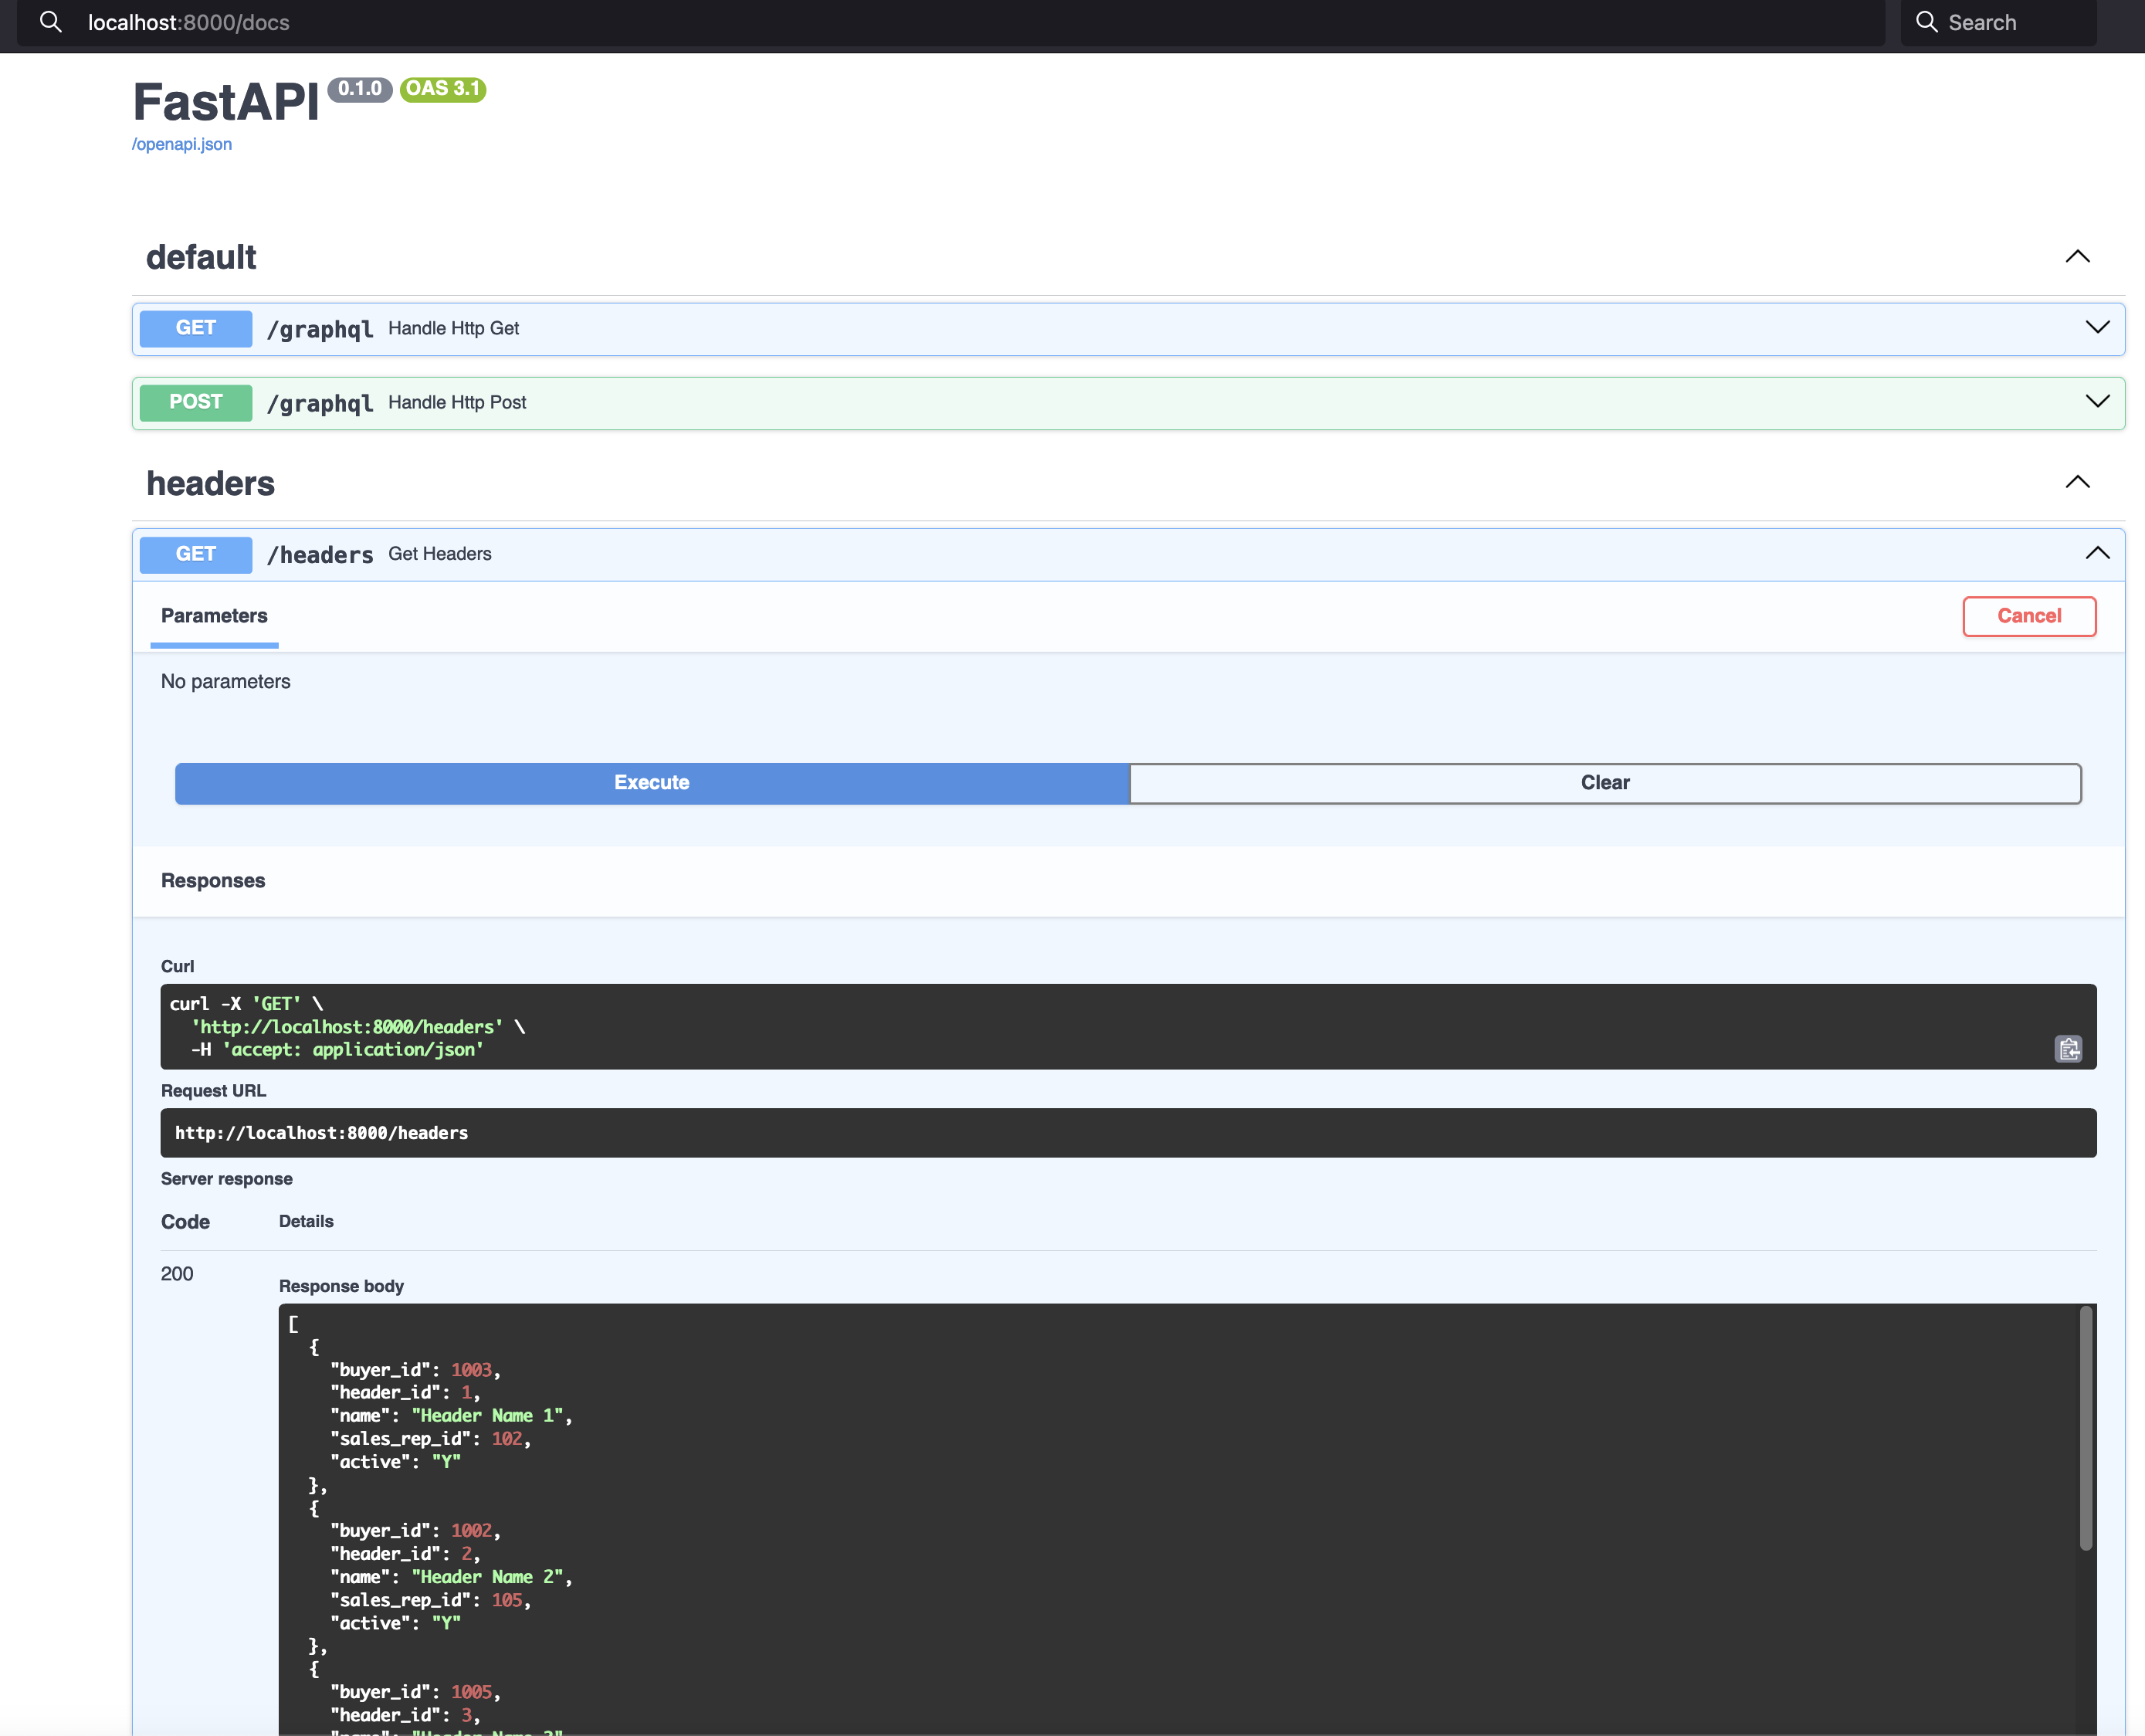 localhost:8000/docs
Search
FastAPI 0.1.0 OAS 3.1
/openapi.json
default
GET /graphql Handle Http Get
POST /graphql Handle Http Post
headers
GET /headers Get Headers
Parameters
Cancel
No parameters
Execute
Clear
Responses
Curl
curl -X 'GET' \
  'http://localhost:8000/headers' \
  -H 'accept: application/json'
Request URL
http://localhost:8000/headers
Server response
Code Details
200
Response body
[
  {
    "buyer_id": 1003,
    "header_id": 1,
    "name": "Header Name 1",
    "sales_rep_id": 102,
    "active": "Y"
  },
  {
    "buyer_id": 1002,
    "header_id": 2,
    "name": "Header Name 2",
    "sales_rep_id": 105,
    "active": "Y"
  },
  {
    "buyer_id": 1005,
    "header_id": 3,
    "name": "Header Name 3"